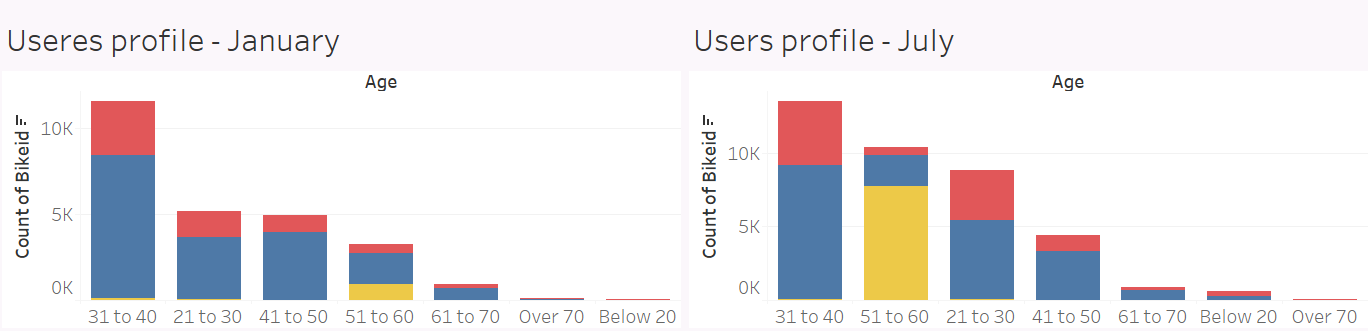 Useres profile - January
Age
Count of Bikeid
10K
5K
0K
31 to 40 21 to 30 41 to 50 51 to 60 61 to 70 Over 70 Below 20
Users profile - July
Age
Count of Bikeid
10K
5K
0K
31 to 40 51 to 60 21 to 30 41 to 50 61 to 70 Below 20 Over 70